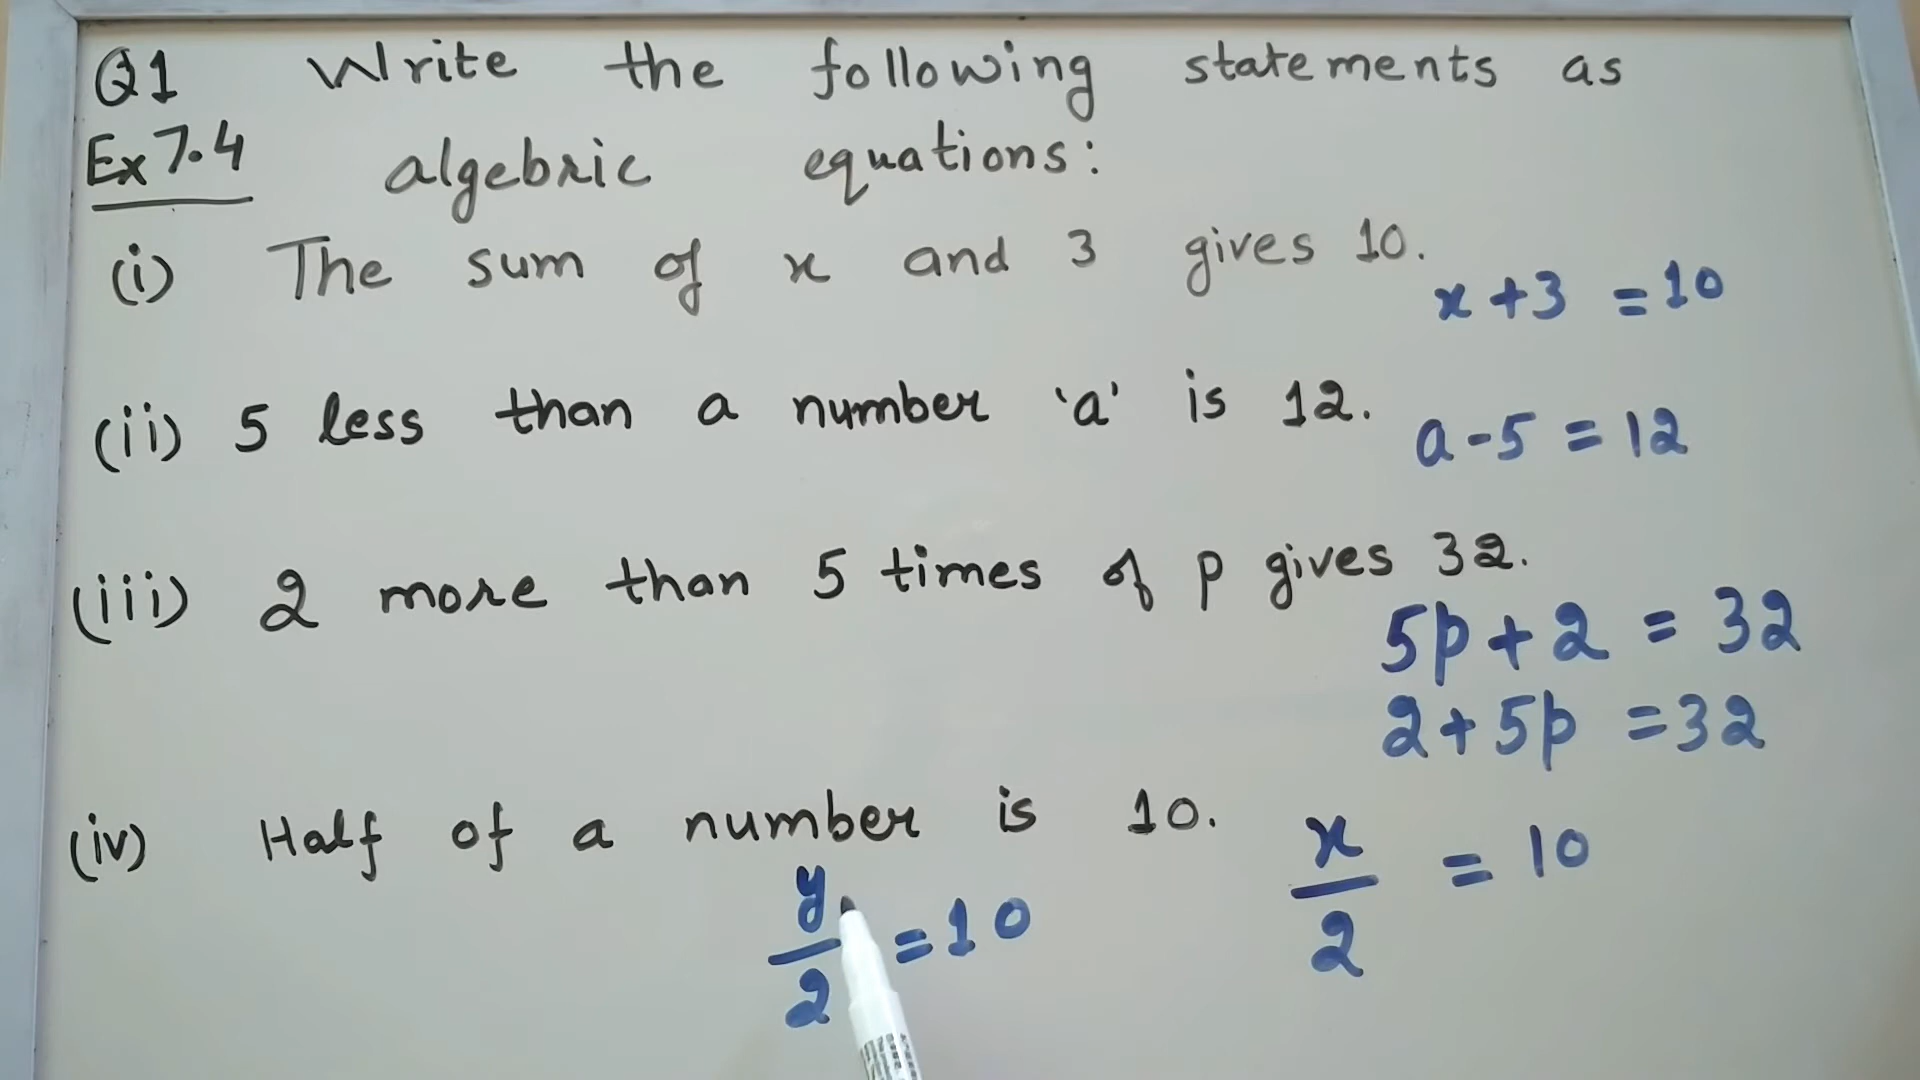 Q1 Write the following statements as
Ex 7.4 algebric equations:
(i) The sum of x and 3 gives 10.
x + 3 = 10
(ii) 5 less than a number 'a' is 12.
a - 5 = 12
(iii) 2 more than 5 times of p gives 32.
5p + 2 = 32
2 + 5p = 32
(iv) Half of a number is 10.
x/2 = 10
y/2 = 10